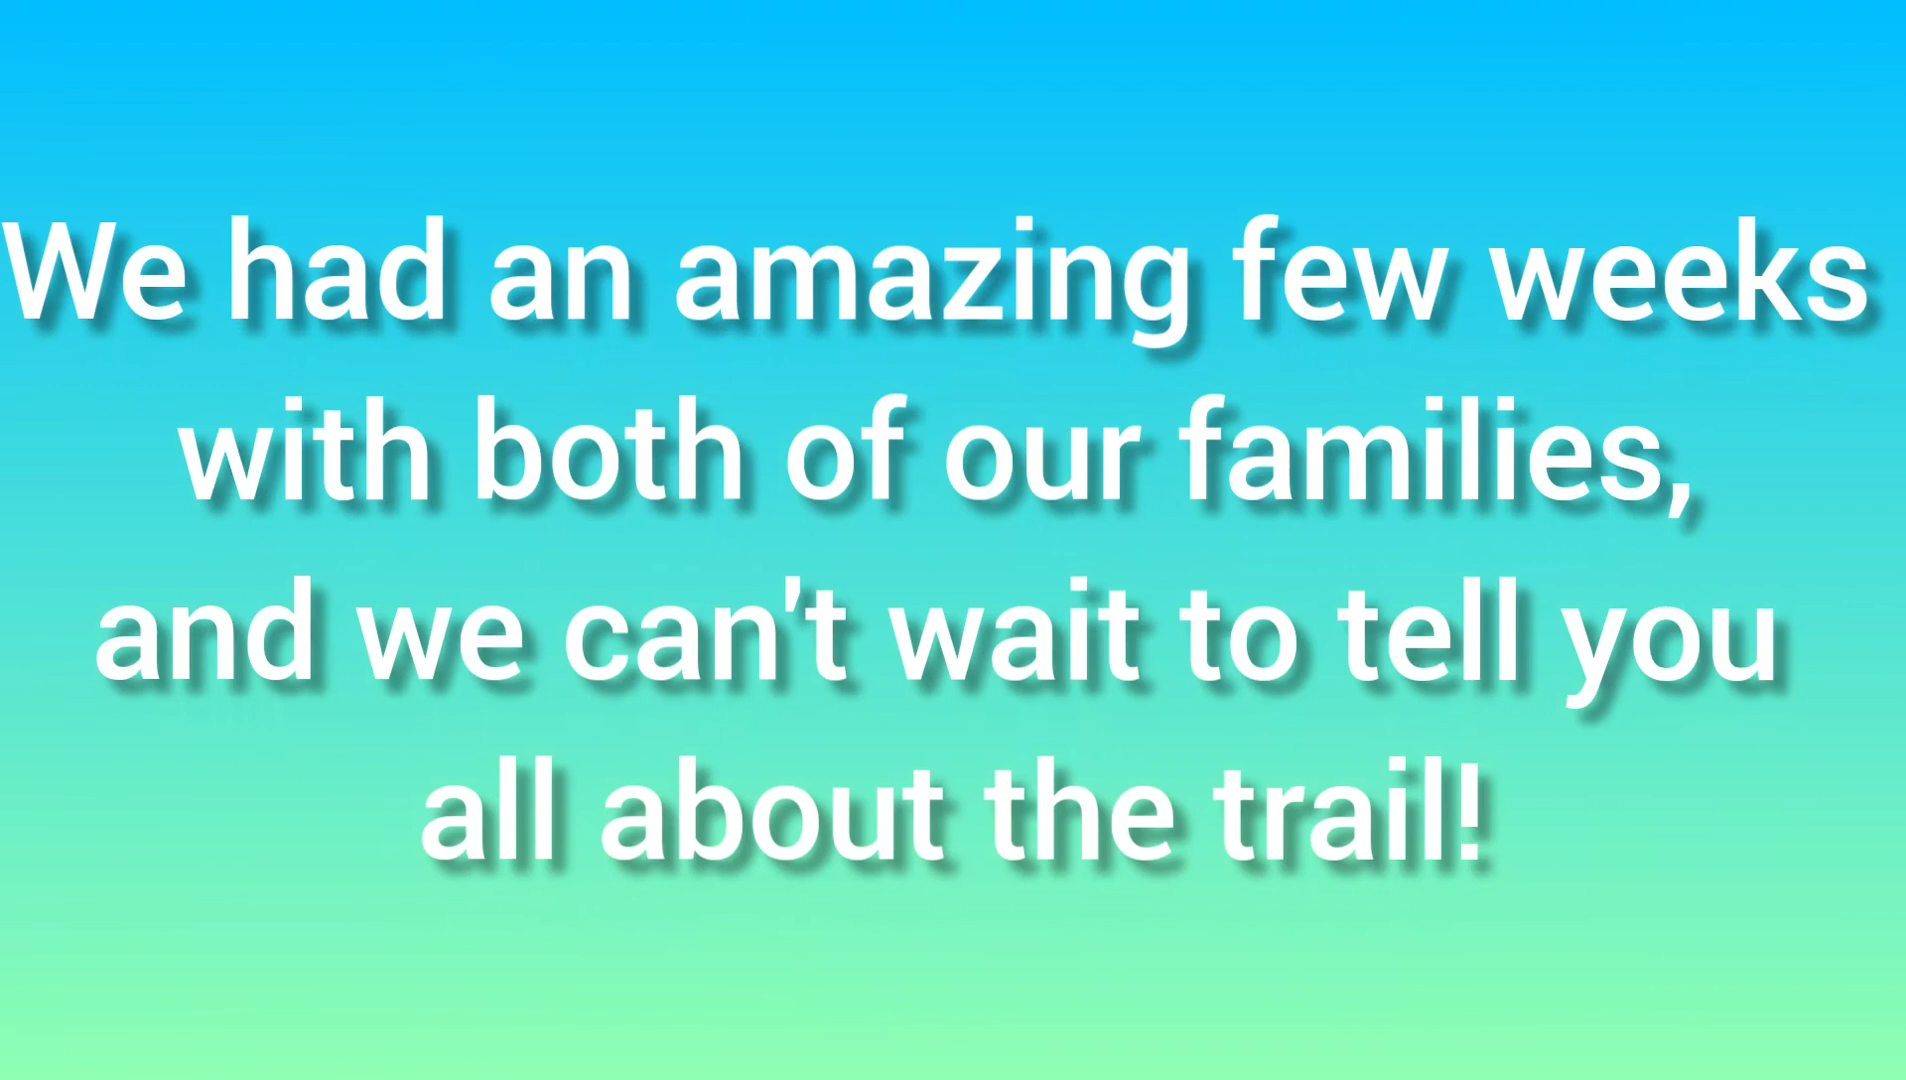 We had an amazing few weeks
with both of our families,
and we can't wait to tell you
all about the trail!